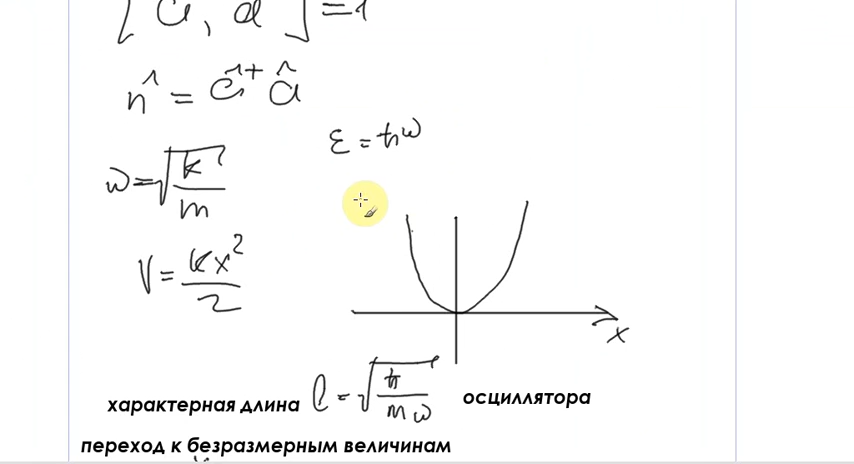 [â, â⁺] = 1
n̂ = â⁺ â
ε = ħω
ω = √(k/m)
V = kx²/2
x
характерная длина l = √(ħ/mω) осциллятора
переход к безразмерным величинам